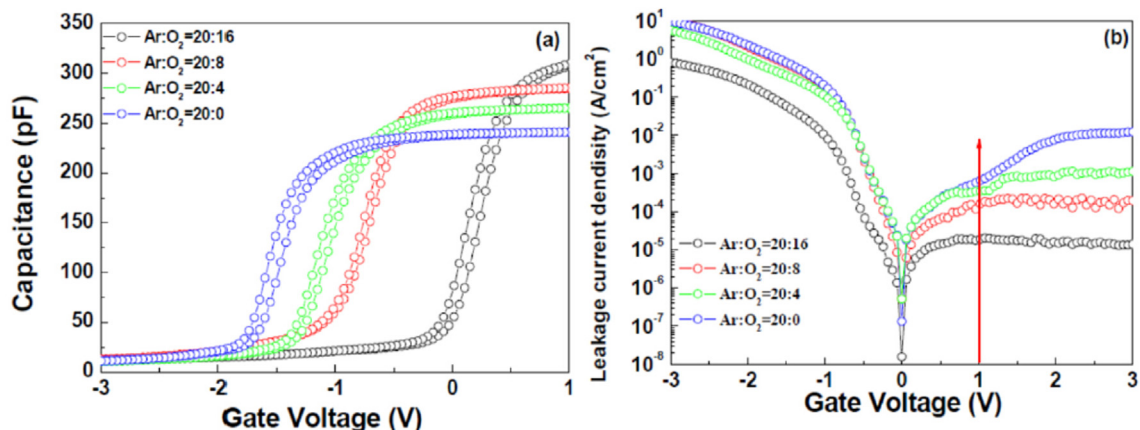 350
300
250
200
150
100
50
0
Capacitance (pF)
Ar:O2=20:16
Ar:O2=20:8
Ar:O2=20:4
Ar:O2=20:0
(a)
-3 -2 -1 0 1
Gate Voltage (V)
10^1
10^0
10^-1
10^-2
10^-3
10^-4
10^-5
10^-6
10^-7
10^-8
Leakage current dendisity (A/cm^2)
(b)
Ar:O2=20:16
Ar:O2=20:8
Ar:O2=20:4
Ar:O2=20:0
-3 -2 -1 0 1 2 3
Gate Voltage (V)